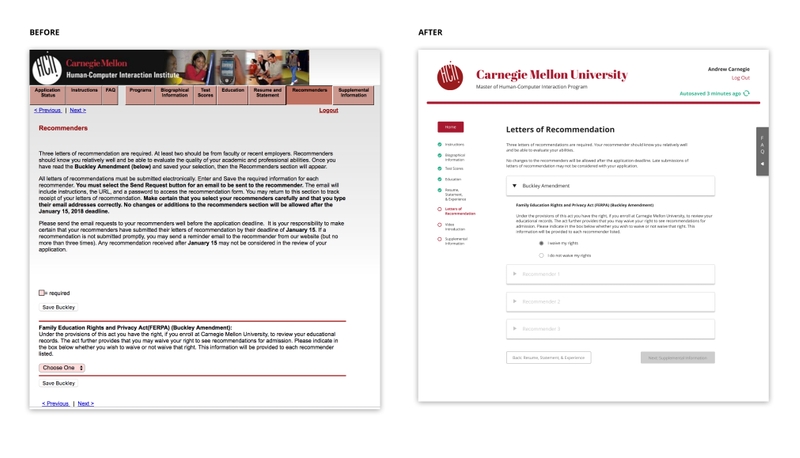 BEFORE
HCII
Carnegie Mellon
Human-Computer Interaction Institute
Application Status
Instructions
FAQ
Programs
Biographical Information
Test Scores
Education
Resume and Statement
Recommenders
Supplemental Information
< Previous | Next >
Logout
Recommenders
Three letters of recommendation are required. At least two should be from faculty or recent employers. Recommenders
should know you relatively well and be able to evaluate the quality of your academic and professional abilities. Once you
have read the Buckley Amendment (below) and saved your selection, then the Recommenders section will appear.
All letters of recommendation must be submitted electronically. Enter and Save the required information for each
recommender. You must select the Send Request button for an email to be sent to the recommender. The email will
include instructions, the URL, and a password to access the recommendation form. You may return to this section to track
receipt of your letters of recommendation. Make certain that you select your recommenders carefully and that you type
their email addresses correctly. No changes or additions to the recommenders section will be allowed after the
January 15, 2018 deadline.
Please send the email requests to your recommenders well before the application deadline. It is your responsibility to make
certain that your recommenders have submitted their letters of recommendation by their deadline of January 15. If a
recommendation is not submitted promptly, you may send a reminder email to the recommender from our website (but no
more than three times). Any recommendation received after January 15 may not be considered in the review of your
application.
= required
Save Buckley
Family Education Rights and Privacy Act(FERPA) (Buckley Amendment):
Under the provisions of this act you have the right, if you enroll at Carnegie Mellon University, to review your educational
records. The act further provides that you may waive your right to see recommendations for admission. Please indicate in
the box below whether you wish to waive or not waive that right. This information will be provided to each recommender
listed.
Choose One
Save Buckley
< Previous | Next >
AFTER
HCII
Carnegie Mellon University
Master of Human-Computer Interaction Program
Andrew Carnegie
Log Out
Autosaved 3 minutes ago
Home
Instructions
Biographical
Information
Test Scores
Education
Resume,
Statement,
& Experience
Letters of
Recommendation
Video
Introduction
Supplemental
Information
Letters of Recommendation
Three letters of recommendation are required. Your recommender should know you relatively well
and be able to evaluate your abilities.
No changes to the recommenders will be allowed after the application deadline. Late submissions of
letters of recommendation may not be considered with your application.
Buckley Amendment
Family Education Rights and Privacy Act (FERPA) (Buckley Amendment)
Under the provisions of this act you have the right, if you enroll at Carnegie Mellon University, to review your
educational records. The act further provides that you may waive your right to see recommendations for
admission. Please indicate in the box below whether you wish to waive or not waive that right. This
information will be provided to each recommender listed.
I waive my rights
I do not waive my rights
Recommender 1
Recommender 2
Recommender 3
Back: Resume, Statement, & Experience
Next: Supplemental Information
FAQ